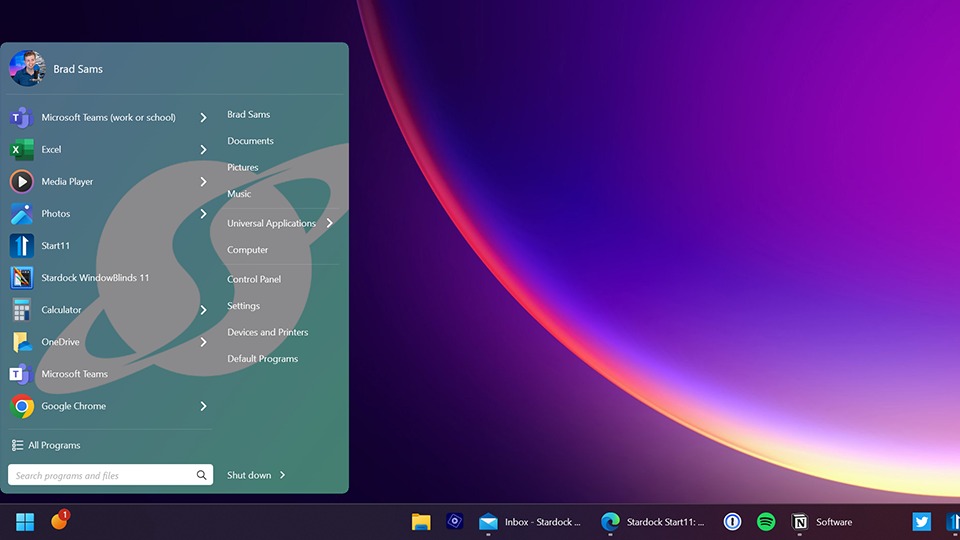 Brad Sams
Microsoft Teams (work or school)
Excel
Media Player
Photos
Start11
Stardock WindowBlinds 11
Calculator
OneDrive
Microsoft Teams
Google Chrome
All Programs
Search programs and files
Brad Sams
Documents
Pictures
Music
Universal Applications
Computer
Control Panel
Settings
Devices and Printers
Default Programs
Shut down
1
Inbox - Stardock ...
Stardock Start11: ...
Software